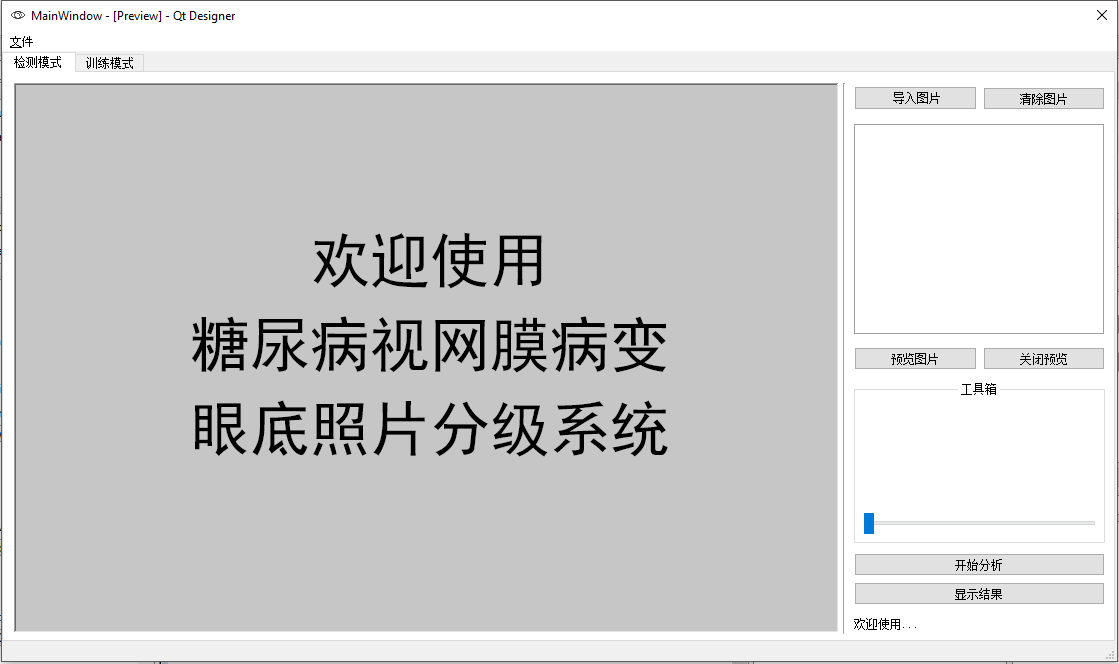 MainWindow - [Preview] - Qt Designer
文件
检测模式 训练模式
导入图片 清除图片
欢迎使用
糖尿病视网膜病变
眼底照片分级系统
预览图片 关闭预览
工具箱
开始分析
显示结果
欢迎使用...